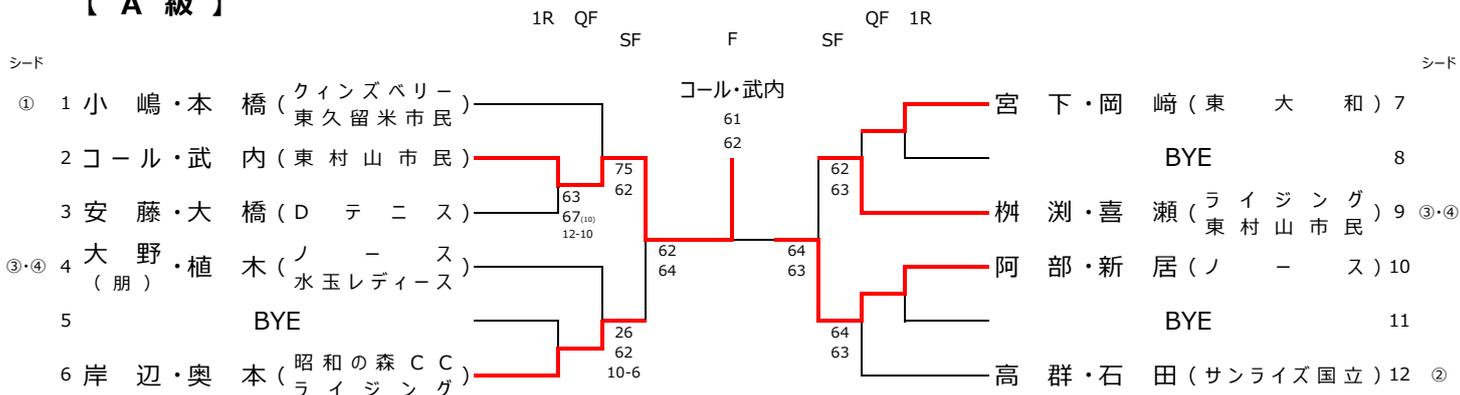 【 A 級 】
1R QF QF 1R
SF F SF
シード シード
コール・武内
① 1 小嶋・本橋 ( クィンズベリー 東久留米市民 ) 宮下・岡﨑 ( 東大和 ) 7
61
62
2 コール・武内 ( 東村山市民 ) BYE 8
75 62
62 63
63
3 安藤・大橋 ( Dテニス ) 桝渕・喜瀬 ( ライジング 東村山市民 ) 9 ③・④
67(10)
12-10
62 64
64 63
③・④ 4 大野(朋)・植木 ( ノース 水玉レディース ) 阿部・新居 ( ノース ) 10
5 BYE BYE 11
26 64
62 63
10-6
6 岸辺・奥本 ( 昭和の森CC ライジング ) 高群・石田 ( サンライズ国立 ) 12 ②